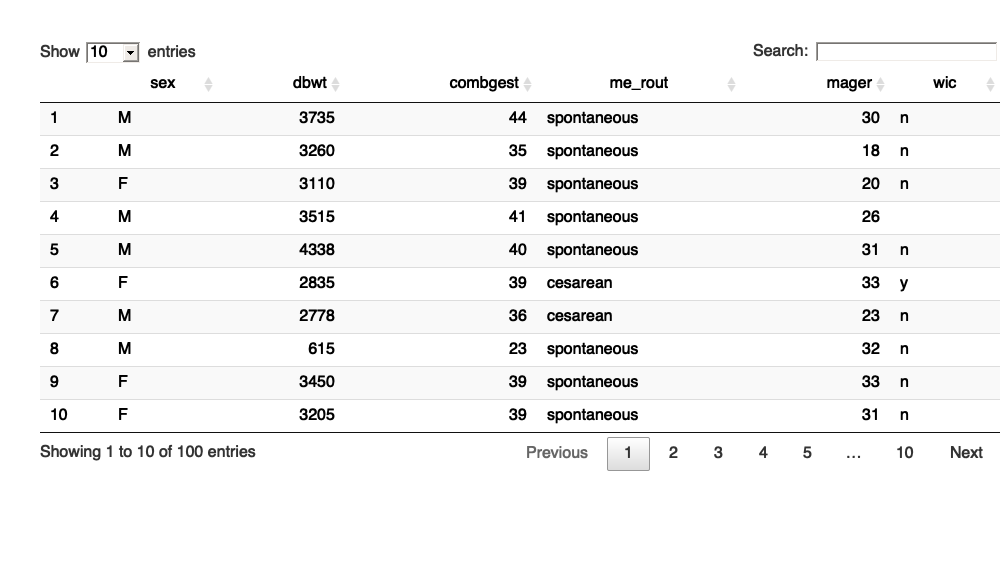 Show 10 entries Search:
sex dbwt combgest me_rout mager wic
1 M 3735 44 spontaneous 30 n
2 M 3260 35 spontaneous 18 n
3 F 3110 39 spontaneous 20 n
4 M 3515 41 spontaneous 26
5 M 4338 40 spontaneous 31 n
6 F 2835 39 cesarean 33 y
7 M 2778 36 cesarean 23 n
8 M 615 23 spontaneous 32 n
9 F 3450 39 spontaneous 33 n
10 F 3205 39 spontaneous 31 n
Showing 1 to 10 of 100 entries Previous 1 2 3 4 5 … 10 Next